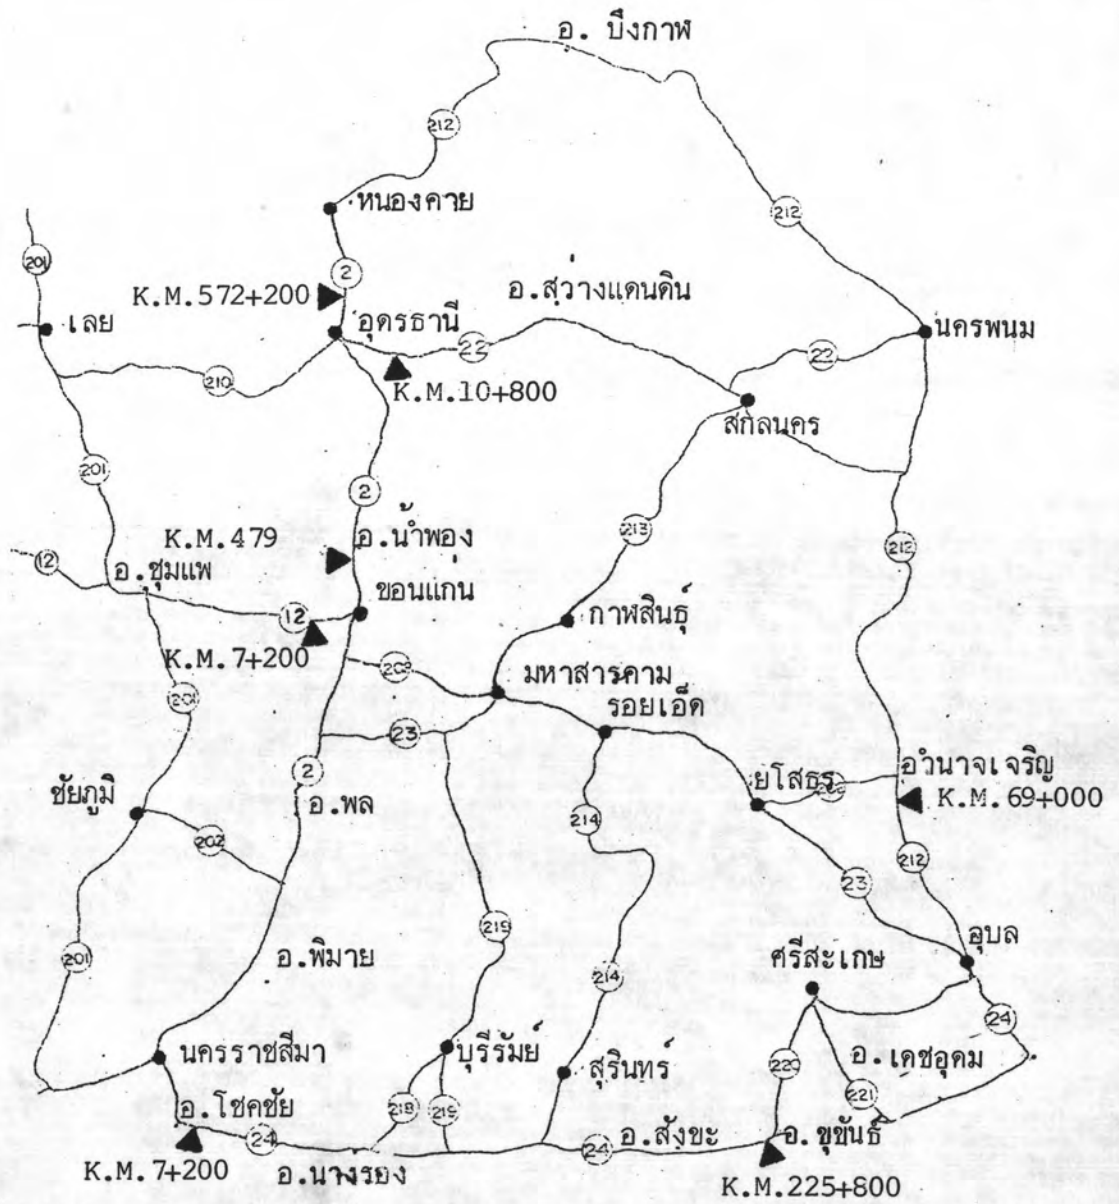 อ. บึงกาฬ
212
หนองคาย
212
201
2
K.M.572+200
อ.สว่างแดนดิน
เลย
อุดรธานี
22
22
นครพนม
210
K.M.10+800
สกลนคร
201
2
213
K.M.479
อ.น้ำพอง
212
12
อ.ชุมแพ
ขอนแก่น
12
กาฬสินธุ์
K.M.7+200
208
มหาสารคาม
201
รอยเอ็ด
23
2
ยโสธร
อำนาจเจริญ
ชัยภูมิ
อ.พล
K.M.69+000
202
214
212
23
219
201
อ.พิมาย
ศรีสะเกษ
อุบล
214
24
นครราชสีมา
บุรีรัมย์
สุรินทร์
220
อ.เดชอุดม
221
อ.โชคชัย
218
219
24
อ.สังขะ
24
อ.ขุขันธ์
K.M.7+200
อ.นางรอง
K.M.225+800